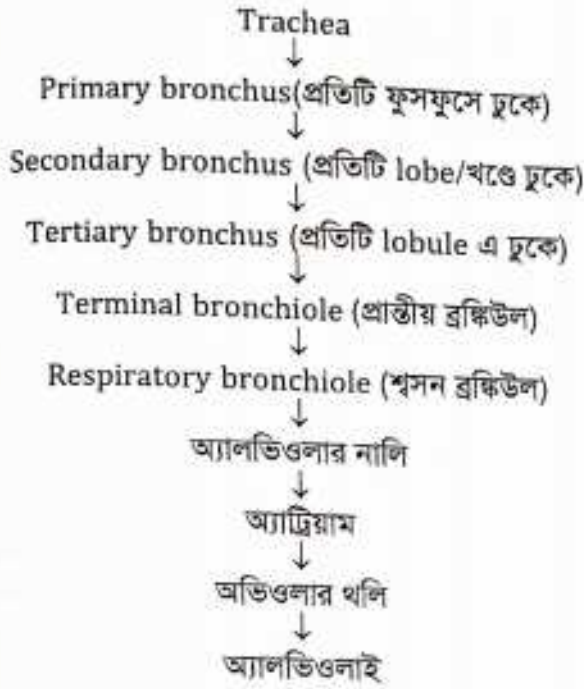 Trachea
↓
Primary bronchus(প্রতিটি ফুসফুসে ঢুকে)
↓
Secondary bronchus (প্রতিটি lobe/খণ্ডে ঢুকে)
↓
Tertiary bronchus (প্রতিটি lobule এ ঢুকে)
↓
Terminal bronchiole (প্রান্তীয় ব্রঙ্কিউল)
↓
Respiratory bronchiole (শ্বসন ব্রঙ্কিউল)
↓
অ্যালভিওলার নালি
↓
অ্যাট্রিয়াম
↓
অভিওলার থলি
↓
অ্যালভিওলাই